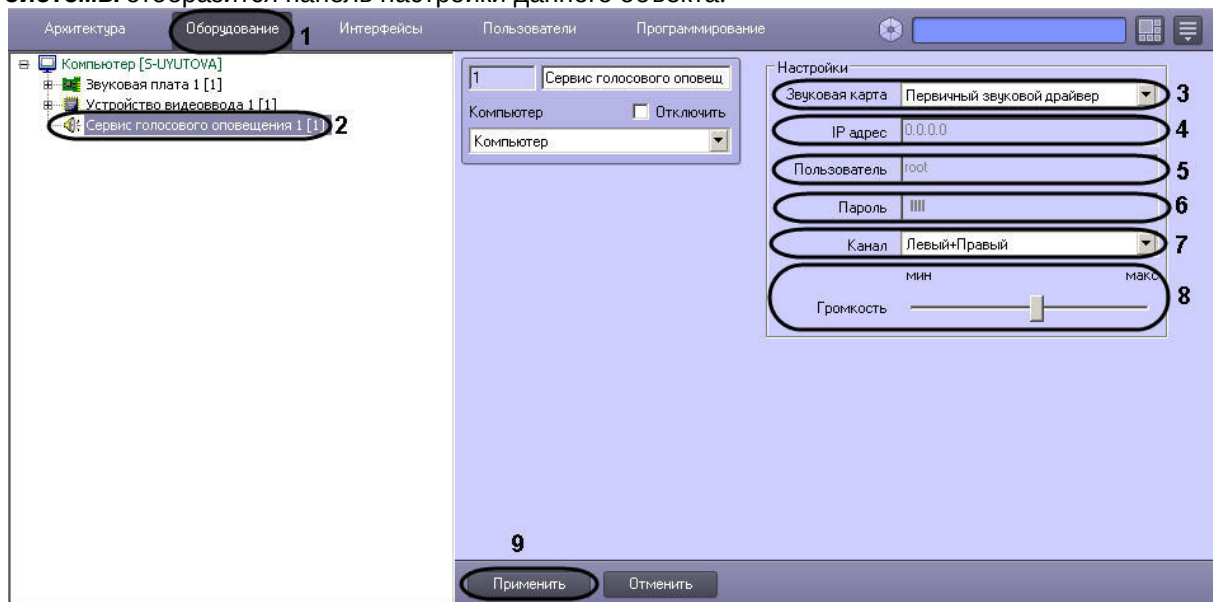 системы отобразится панель настройки данного объекта.
Архитектура Оборудование 1 Интерфейсы Пользователи Программирование
Компьютер [S-UYUTOVA]
Звуковая плата 1 [1]
Устройство видеоввода 1 [1]
Сервис голосового оповещения 1 [1] 2
1 Сервис голосового оповещ
Компьютер Отключить
Компьютер
Настройки
Звуковая карта Первичный звуковой драйвер 3
IP адрес 0.0.0.0 4
Пользователь root 5
Пароль 6
Канал Левый+Правый 7
мин макс
Громкость 8
9
Применить Отменить